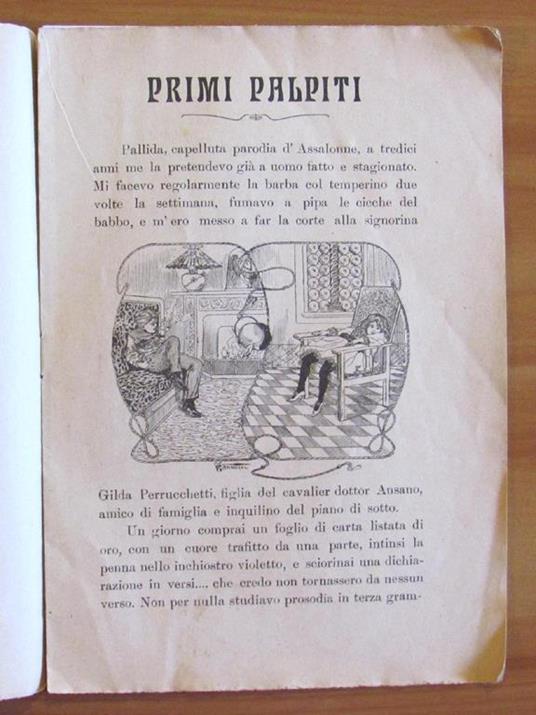 PRIMI PALPITI
Pallida, capelluta parodia d' Assalonne, a tredici
anni me la pretendevo già a uomo fatto e stagionato.
Mi facevo regolarmente la barba col temperino due
volte la settimana, fumavo a pipa le cicche del
babbo, e m' ero messo a far la corte alla signorina
Gilda Perrucchetti, figlia del cavalier dottor Ansano,
amico di famiglia e inquilino del piano di sotto.
Un giorno comprai un foglio di carta listata di
oro, con un cuore trafitto da una parte, intinsi la
penna nello inchiostro violetto, e sciorinai una dichia-
razione in versi.... che credo non tornassero da nessun
verso. Non per nulla studiavo prosodia in terza gram-